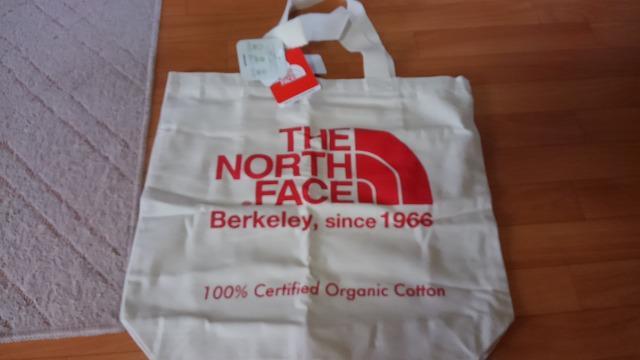 THE
NORTH
FACE
Berkeley, since 1966
100% Certified Organic Cotton